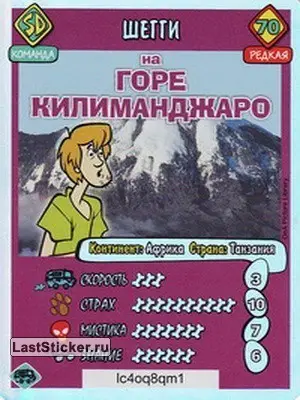 SD
ШЕГГИ
70
КОМАНДА
РЕДКАЯ
на
ГОРЕ
КИЛИМАНДЖАРО
Континент: Африка Страна: Танзания
СКОРОСТЬ
3
СТРАХ
10
МИСТИКА
7
ЗНАНИЕ
6
LastSticker.ru
lc4oq8qm1